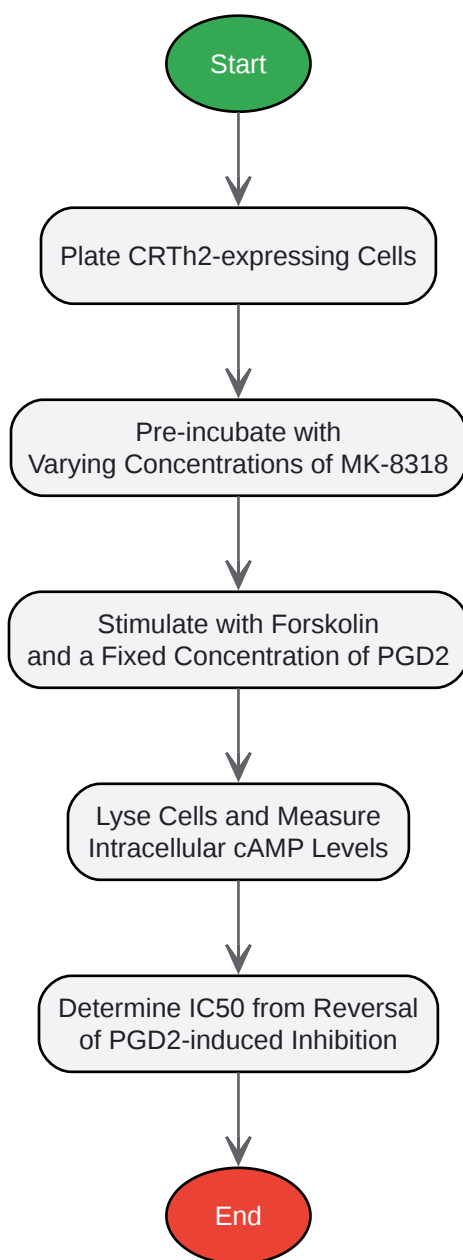 Start
Plate CRTh2-expressing Cells
Pre-incubate with
Varying Concentrations of MK-8318
Stimulate with Forskolin
and a Fixed Concentration of PGD2
Lyse Cells and Measure
Intracellular cAMP Levels
Determine IC50 from Reversal
of PGD2-induced Inhibition
End